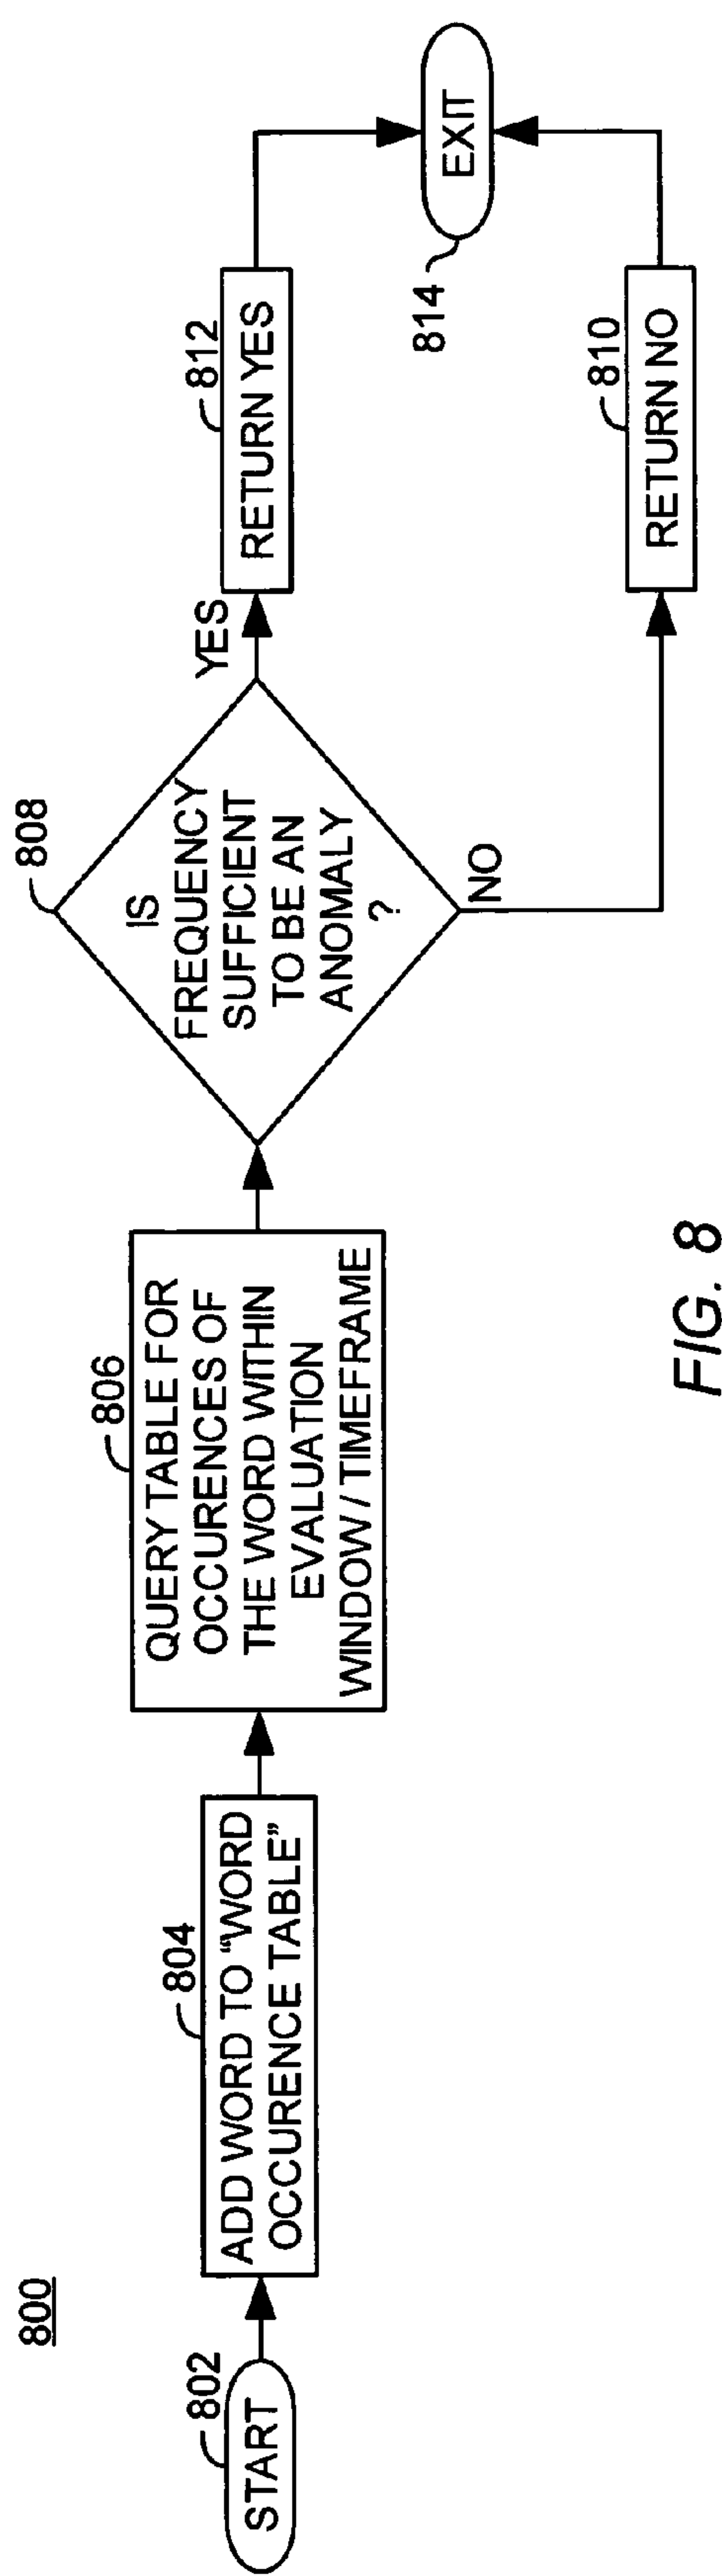 800
802
START
804
ADD WORD TO “WORD
OCCURENCE TABLE”
806
QUERY TABLE FOR
OCCURENCES OF
THE WORD WITHIN
EVALUATION
WINDOW / TIMEFRAME
808
IS
FREQUENCY
SUFFICIENT
TO BE AN
ANOMALY
?
YES
NO
812
RETURN YES
810
RETURN NO
814
EXIT
FIG. 8